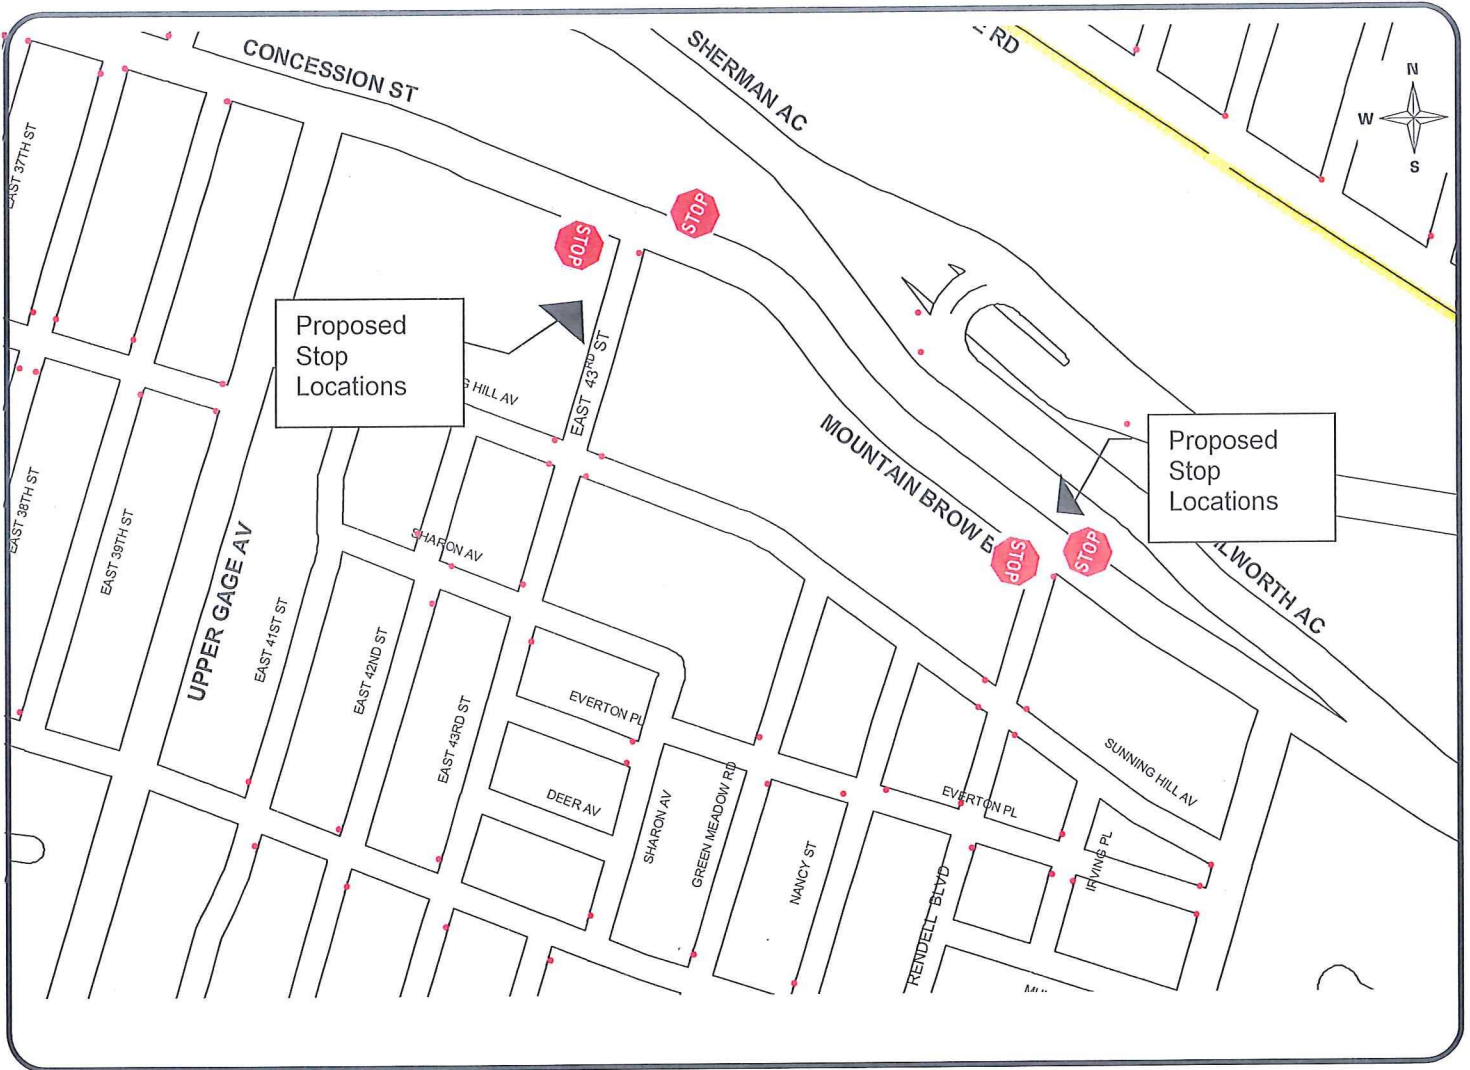 CONCESSION ST
SHERMAN AC
E RD
N
W
S
EAST 37TH ST
STOP
STOP
Proposed
Stop
Locations
EAST 43RD ST
G HILL AV
MOUNTAIN BROW B
Proposed
Stop
Locations
STOP
STOP
ILWORTH AC
EAST 38TH ST
EAST 39TH ST
UPPER GAGE AV
SHARON AV
EAST 41ST ST
EAST 42ND ST
EAST 43RD ST
EVERTON PL
DEER AV
SHARON AV
GREEN MEADOW RD
NANCY ST
EVERTON PL
SUNNING HILL AV
IRVING PL
RENDELL BLVD